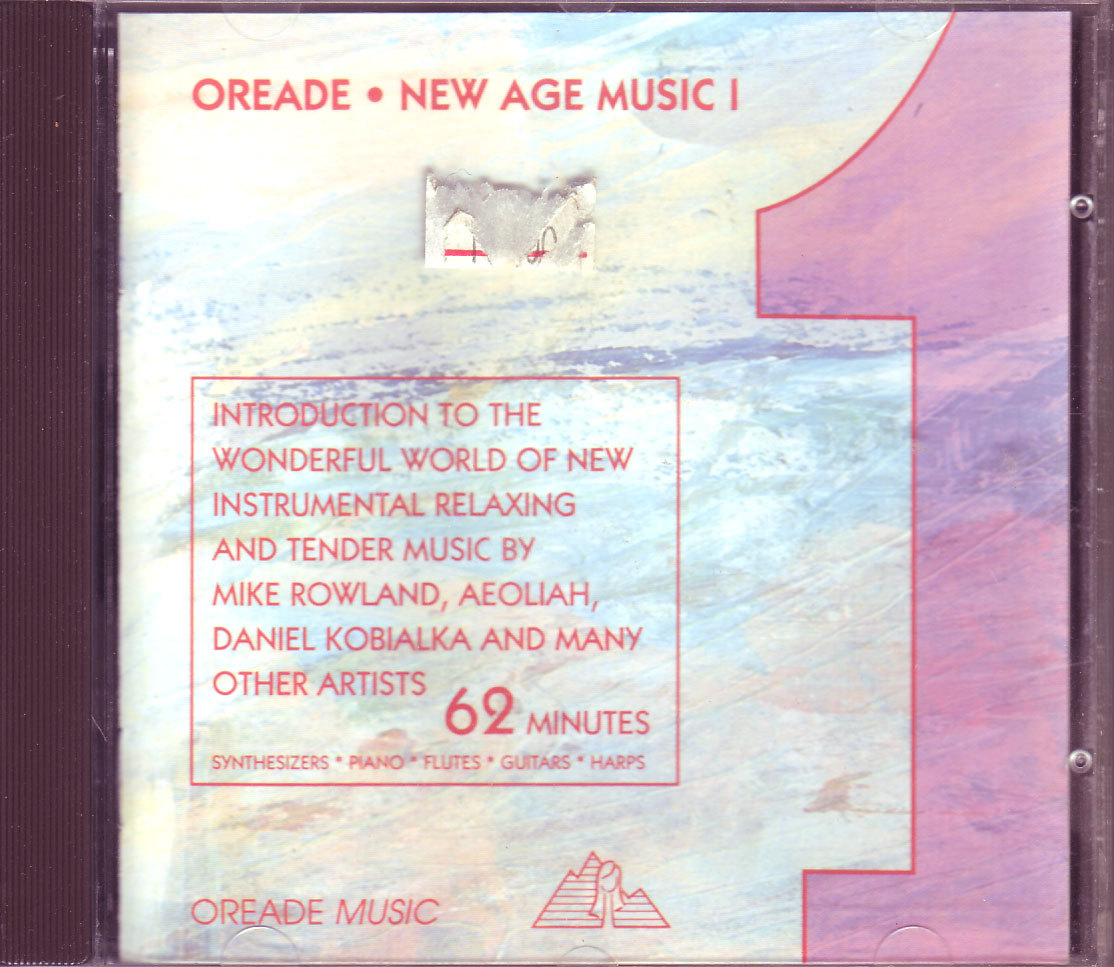 OREADE • NEW AGE MUSIC I
INTRODUCTION TO THE
WONDERFUL WORLD OF NEW
INSTRUMENTAL RELAXING
AND TENDER MUSIC BY
MIKE ROWLAND, AEOLIAH,
DANIEL KOBIALKA AND MANY
OTHER ARTISTS
62 MINUTES
SYNTHESIZERS * PIANO * FLUTES * GUITARS * HARPS
OREADE MUSIC